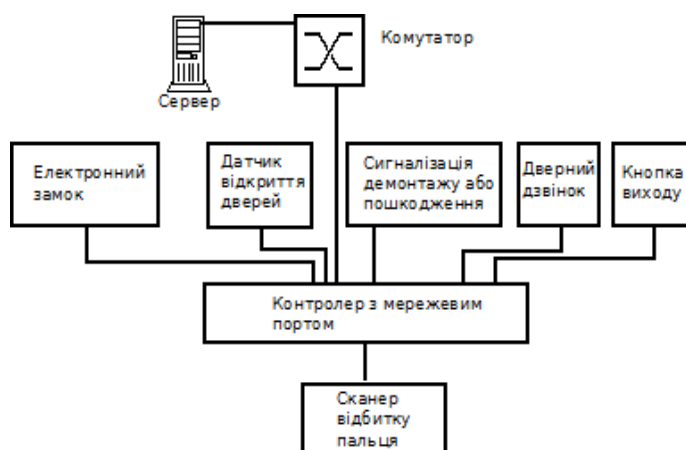 Комутатор
Сервер
Електронний
замок
Датчик
відкриття
дверей
Сигналізація
демонтажу або
пошкодження
Дверний
дзвінок
Кнопка
виходу
Контролер з мережевим
портом
Сканер
відбитку
пальця